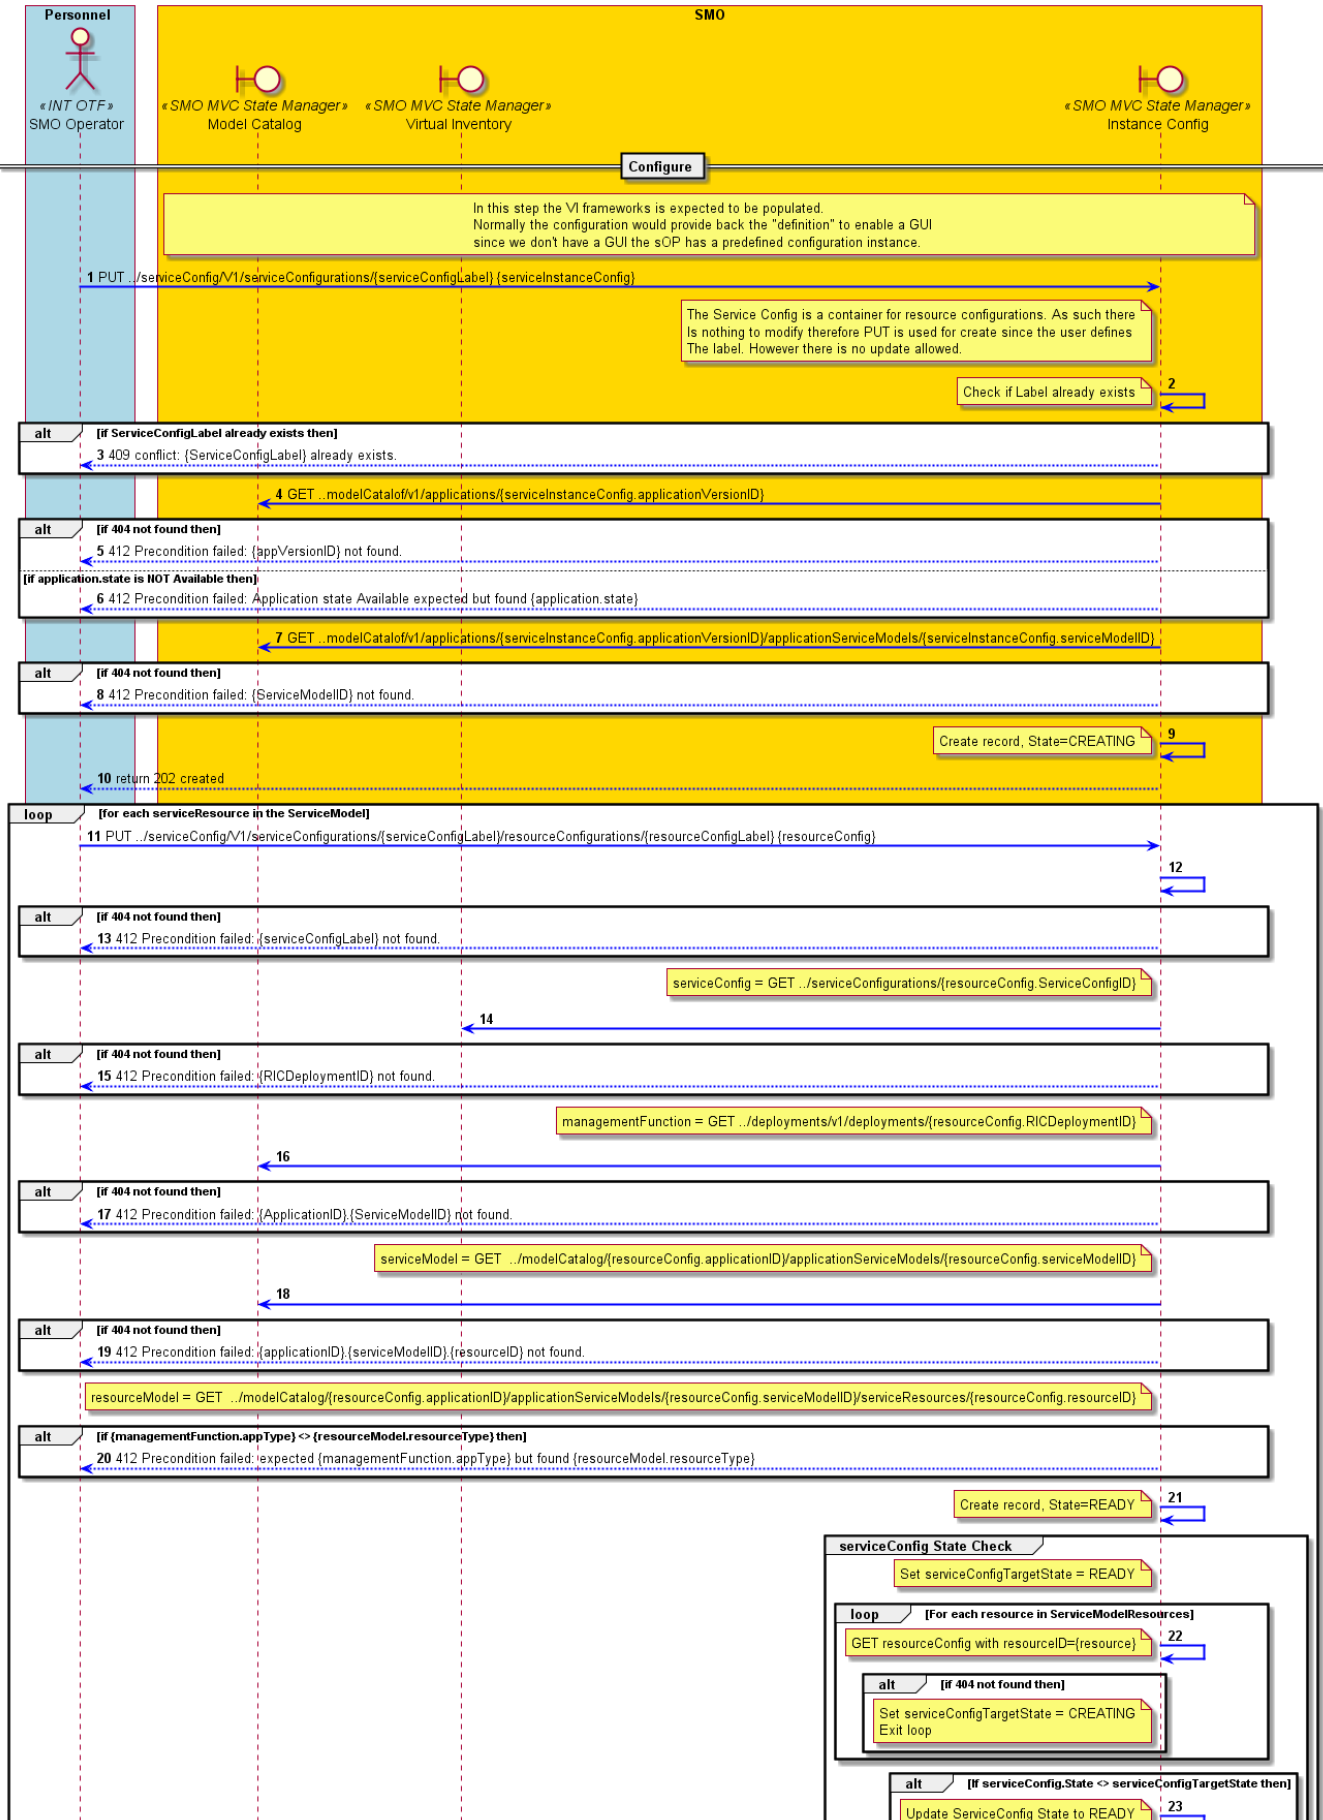 Personnel
SMO
«INT OTF»
SMO Operator
«SMO MVC State Manager»
Model Catalog
«SMO MVC State Manager»
Virtual Inventory
«SMO MVC State Manager»
Instance Config
Configure
In this step the VI frameworks is expected to be populated.
Normally the configuration would provide back the "definition" to enable a GUI
since we don't have a GUI the sOP has a predefined configuration instance.
1 PUT ../serviceConfig/V1/serviceConfigurations/{serviceConfigLabel} {serviceInstanceConfig}
The Service Config is a container for resource configurations. As such there
Is nothing to modify therefore PUT is used for create since the user defines
The label. However there is no update allowed.
Check if Label already exists
2
alt [if ServiceConfigLabel already exists then]
3 409 conflict: {ServiceConfigLabel} already exists.
4 GET ..modelCatalof/v1/applications/{serviceInstanceConfig.applicationVersionID}
alt [if 404 not found then]
5 412 Precondition failed: {appVersionID} not found.
[if application.state is NOT Available then]
6 412 Precondition failed: Application state Available expected but found {application.state}
7 GET ..modelCatalof/v1/applications/{serviceInstanceConfig.applicationVersionID}/applicationServiceModels/{serviceInstanceConfig.serviceModelID}
alt [if 404 not found then]
8 412 Precondition failed: {ServiceModelID} not found.
Create record, State=CREATING
9
10 return 202 created
loop [for each serviceResource in the ServiceModel]
11 PUT ../serviceConfig/V1/serviceConfigurations/{serviceConfigLabel}/resourceConfigurations/{resourceConfigLabel} {resourceConfig}
12
alt [if 404 not found then]
13 412 Precondition failed: {serviceConfigLabel} not found.
serviceConfig = GET ../serviceConfigurations/{resourceConfig.ServiceConfigID}
14
alt [if 404 not found then]
15 412 Precondition failed: {RICDeploymentID} not found.
managementFunction = GET ../deployments/v1/deployments/{resourceConfig.RICDeploymentID}
16
alt [if 404 not found then]
17 412 Precondition failed: {ApplicationID}.{ServiceModelID} not found.
serviceModel = GET ../modelCatalog/{resourceConfig.applicationID}/applicationServiceModels/{resourceConfig.serviceModelID}
18
alt [if 404 not found then]
19 412 Precondition failed: {applicationID}.{serviceModelID}.{resourceID} not found.
resourceModel = GET ../modelCatalog/{resourceConfig.applicationID}/applicationServiceModels/{resourceConfig.serviceModelID}/serviceResources/{resourceConfig.resourceID}
alt [if {managementFunction.appType} <> {resourceModel.resourceType} then]
20 412 Precondition failed: expected {managementFunction.appType} but found {resourceModel.resourceType}
Create record, State=READY
21
serviceConfig State Check
Set serviceConfigTargetState = READY
loop [For each resource in ServiceModelResources]
GET resourceConfig with resourceID={resource}
22
alt [if 404 not found then]
Set serviceConfigTargetState = CREATING
Exit loop
alt [If serviceConfig.State <> serviceConfigTargetState then]
Update ServiceConfig State to READY
23